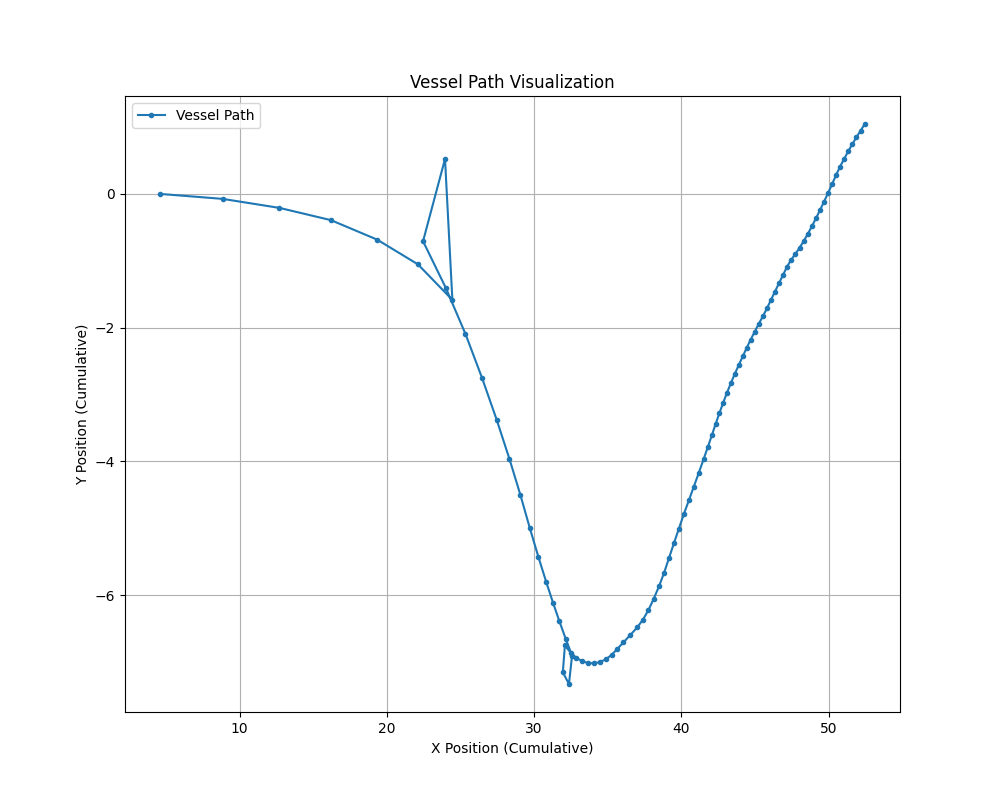 Vessel Path Visualization
Vessel Path
0
−2
−4
−6
Y Position (Cumulative)
10
20
30
40
50
X Position (Cumulative)